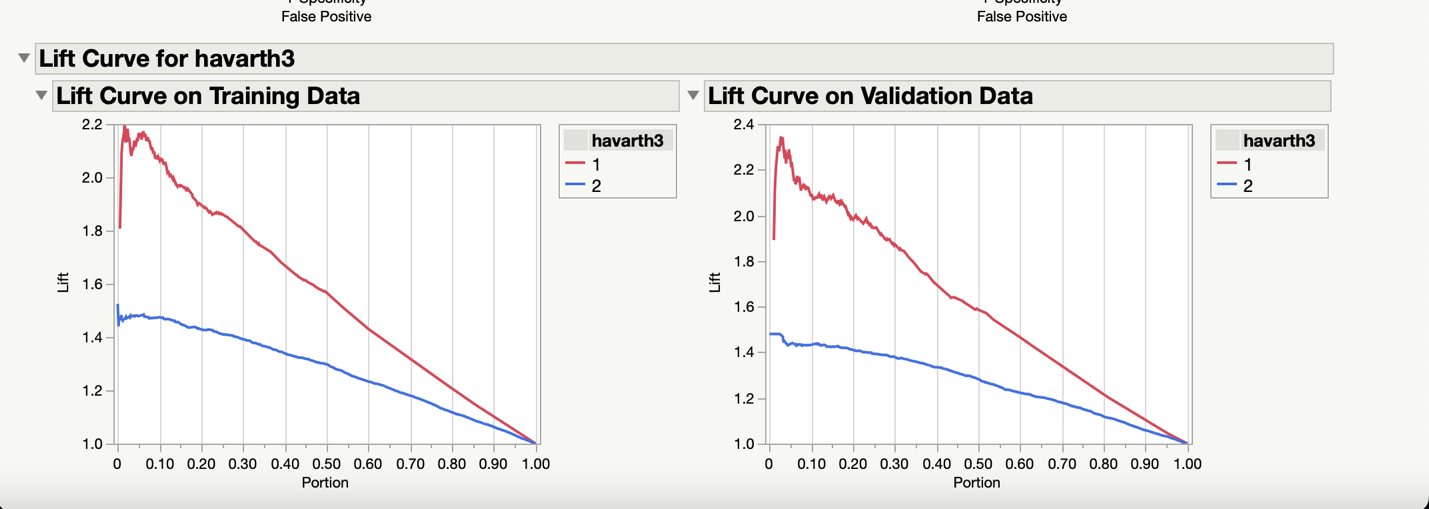 False Positive
False Positive
Lift Curve for havarth3
Lift Curve on Training Data
2.2
2.0
1.8
1.6
1.4
1.2
1.0
Lift
0 0.10 0.20 0.30 0.40 0.50 0.60 0.70 0.80 0.90 1.00
Portion
havarth3
1
2
Lift Curve on Validation Data
2.4
2.2
2.0
1.8
1.6
1.4
1.2
1.0
Lift
0 0.10 0.20 0.30 0.40 0.50 0.60 0.70 0.80 0.90 1.00
Portion
havarth3
1
2